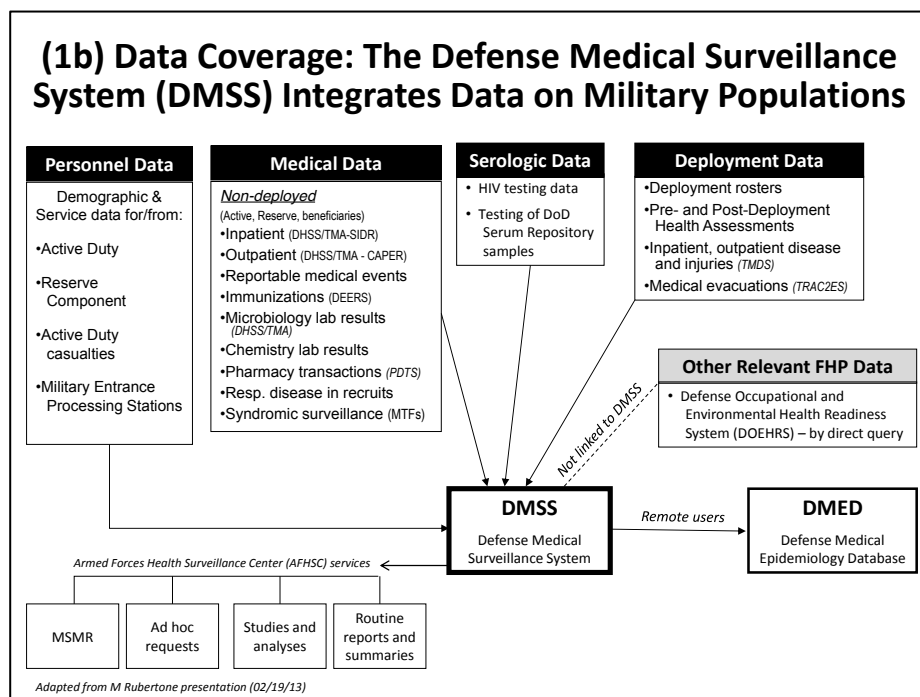 (1b) Data Coverage: The Defense Medical Surveillance
System (DMSS) Integrates Data on Military Populations
Personnel Data
Demographic &
Service data for/from:
•Active Duty
•Reserve
Component
•Active Duty
casualties
•Military Entrance
Processing Stations
Medical Data
Non-deployed
(Active, Reserve, beneficiaries)
•Inpatient (DHSS/TMA-SIDR)
•Outpatient (DHSS/TMA - CAPER)
•Reportable medical events
•Immunizations (DEERS)
•Microbiology lab results
(DHSS/TMA)
•Chemistry lab results
•Pharmacy transactions (PDTS)
•Resp. disease in recruits
•Syndromic surveillance (MTFs)
Serologic Data
• HIV testing data
• Testing of DoD
Serum Repository
samples
Deployment Data
•Deployment rosters
•Pre- and Post-Deployment
Health Assessments
•Inpatient, outpatient disease
and injuries (TMDS)
•Medical evacuations (TRAC2ES)
Other Relevant FHP Data
• Defense Occupational and
Environmental Health Readiness
System (DOEHRS) – by direct query
Not linked to DMSS
DMSS
Defense Medical
Surveillance System
Remote users
DMED
Defense Medical
Epidemiology Database
Armed Forces Health Surveillance Center (AFHSC) services
MSMR
Ad hoc
requests
Studies and
analyses
Routine
reports and
summaries
Adapted from M Rubertone presentation (02/19/13)